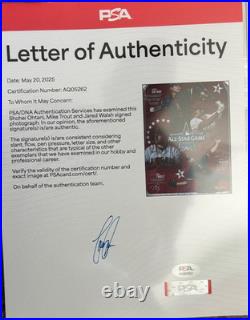 PSA
Letter of Authenticity
Date: May 20, 2025
Certification Number: AQ05262
To Whom it May Concern:
PSA/DNA Authentication Services has examined this
Shohei Ohtani, Mike Trout and Jared Walsh signed
photograph. In our opinion, the aforementioned
signature(s) is/are authentic.
The signature(s) is/are consistent considering
slant, flow, pen pressure, letter size, and other
characteristics that are typical of the other
exemplars that we have examined in our hobby and
professional career.
Verify the validity of the certification number and
exact image at PSAcard.com/cert/.
On behalf of the authentication team,
ALL-STAR GAME
PSA